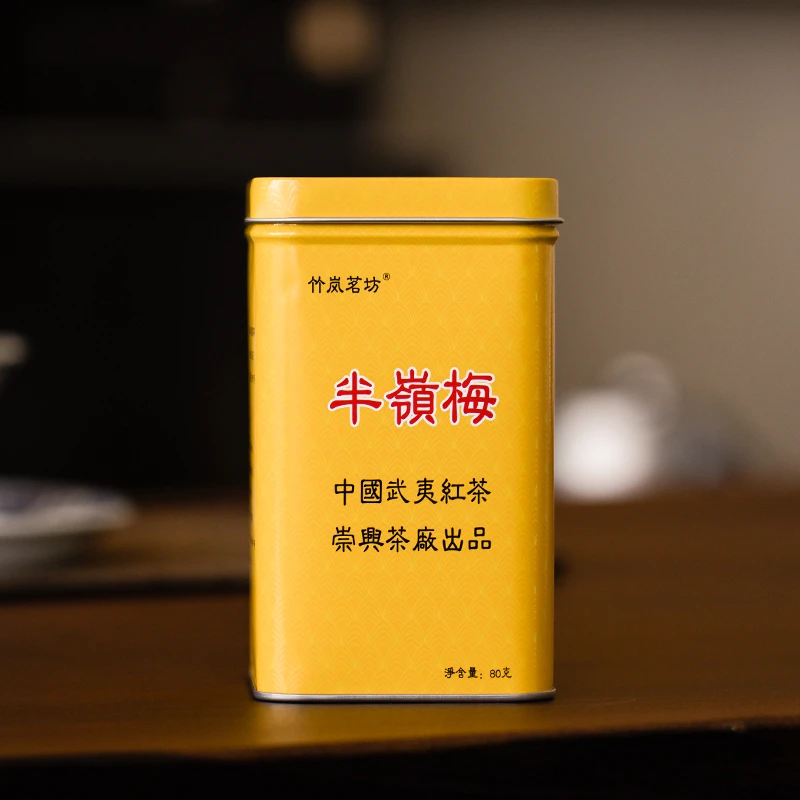 竹岚茗坊®
半嶺梅
中國武夷紅茶
崇興茶廠出品
淨含量：80克